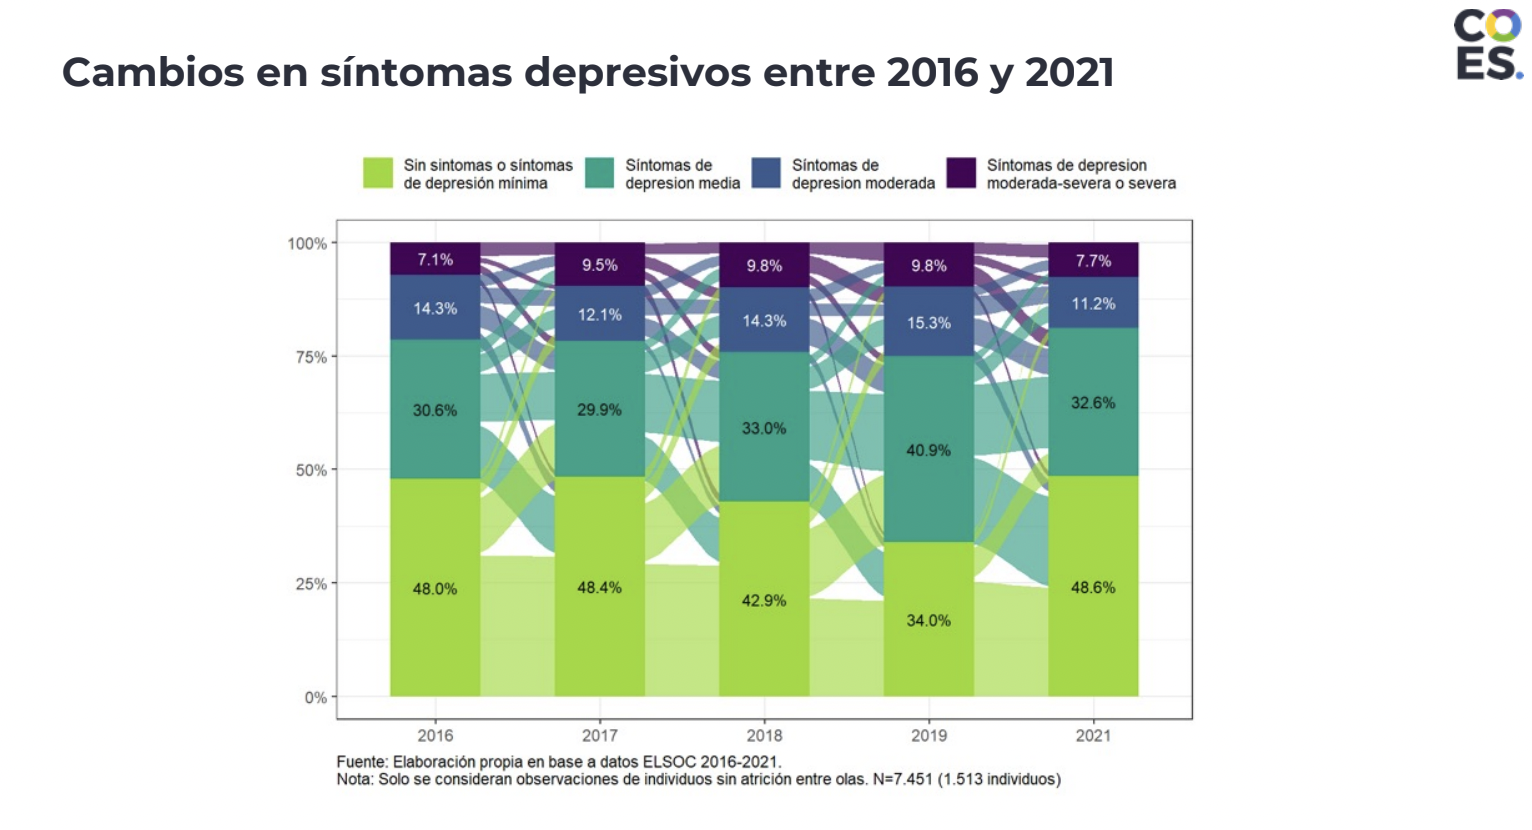 CO
ES.
Cambios en síntomas depresivos entre 2016 y 2021
Sin sintomas o síntomas
de depresión mínima
Síntomas de
depresion media
Síntomas de
depresion moderada
Síntomas de depresion
moderada-severa o severa
100%
75%
50%
25%
0%
7.1%
14.3%
30.6%
48.0%
9.5%
12.1%
29.9%
48.4%
9.8%
14.3%
33.0%
42.9%
9.8%
15.3%
40.9%
34.0%
7.7%
11.2%
32.6%
48.6%
2016
2017
2018
2019
2021
Fuente: Elaboración propia en base a datos ELSOC 2016-2021.
Nota: Solo se consideran observaciones de individuos sin atrición entre olas. N=7.451 (1.513 individuos)